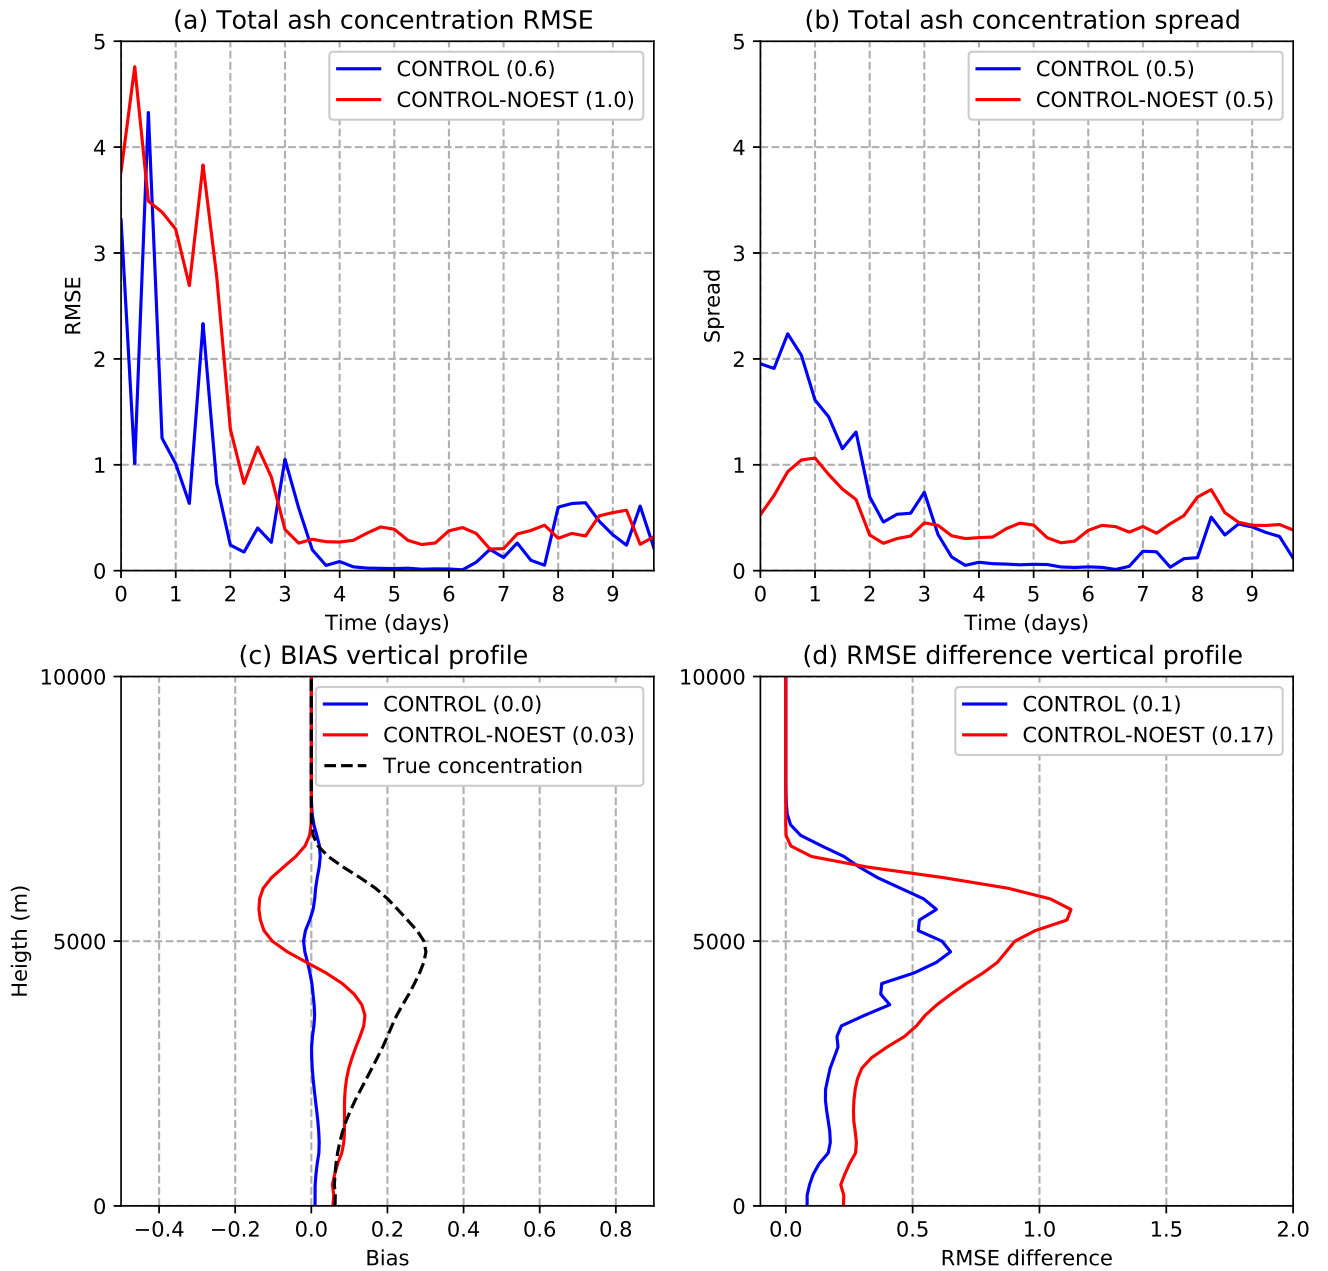 (a) Total ash concentration RMSE
CONTROL (0.6)
CONTROL-NOEST (1.0)
RMSE
5
4
3
2
1
0
0 1 2 3 4 5 6 7 8 9
Time (days)
(b) Total ash concentration spread
CONTROL (0.5)
CONTROL-NOEST (0.5)
Spread
5
4
3
2
1
0
0 1 2 3 4 5 6 7 8 9
Time (days)
(c) BIAS vertical profile
CONTROL (0.0)
CONTROL-NOEST (0.03)
True concentration
Heigth (m)
10000
5000
0
−0.4 −0.2 0.0 0.2 0.4 0.6 0.8
Bias
(d) RMSE difference vertical profile
CONTROL (0.1)
CONTROL-NOEST (0.17)
10000
5000
0
0.0 0.5 1.0 1.5 2.0
RMSE difference